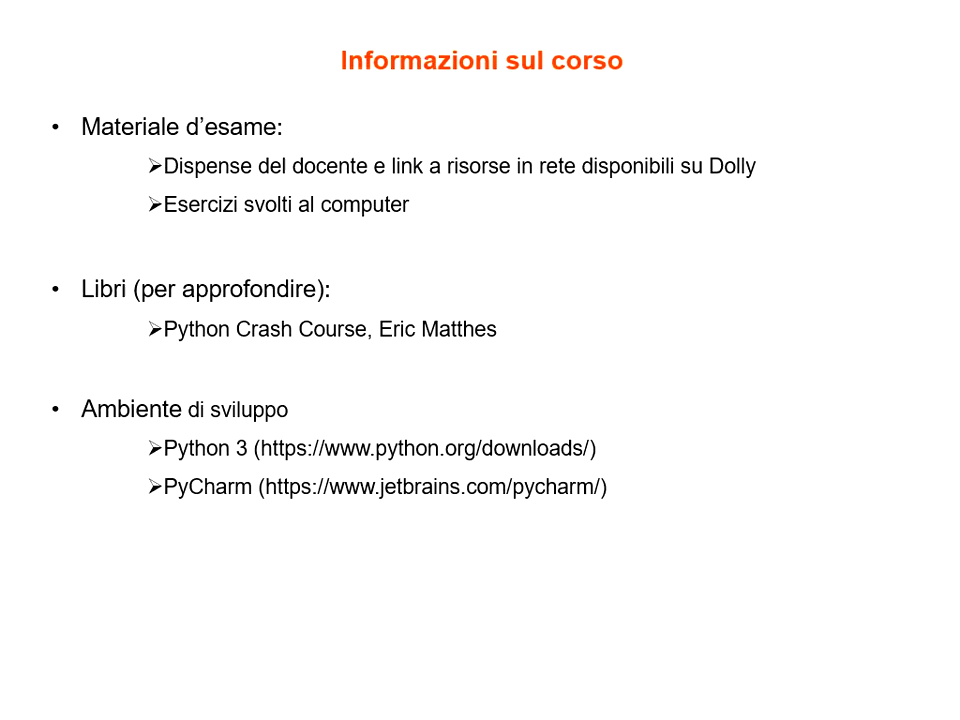 Informazioni sul corso
• Materiale d’esame:
➢Dispense del docente e link a risorse in rete disponibili su Dolly
➢Esercizi svolti al computer
• Libri (per approfondire):
➢Python Crash Course, Eric Matthes
• Ambiente di sviluppo
➢Python 3 (https://www.python.org/downloads/)
➢PyCharm (https://www.jetbrains.com/pycharm/)